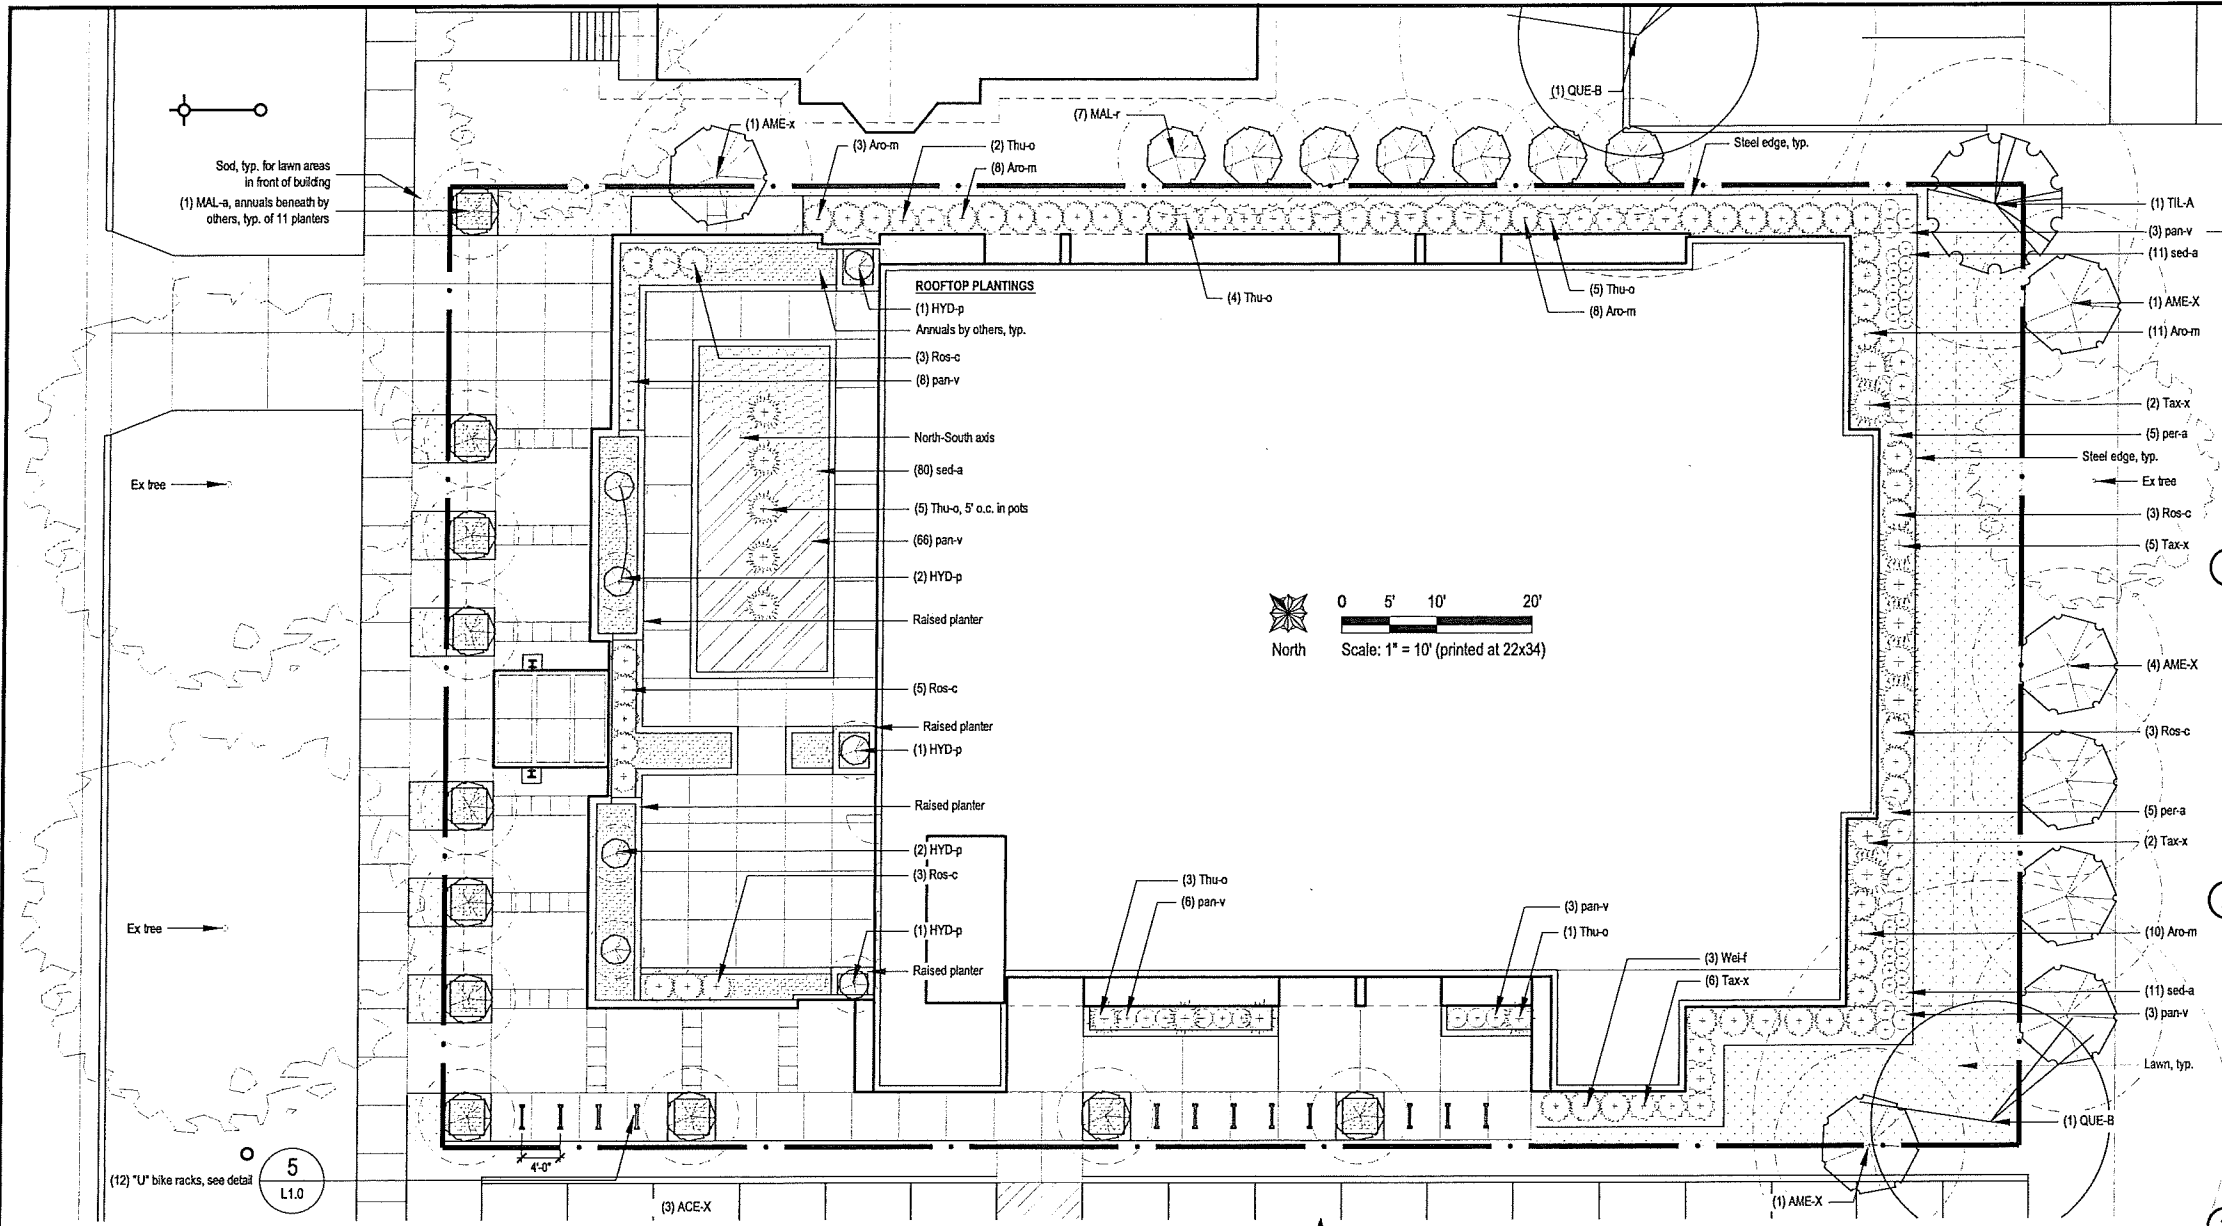 (1) QUE-B
(7) MAL-r
(1) AME-x
(3) Aro-m
(2) Thu-o
(8) Aro-m
Steel edge, typ.
Sod, typ. for lawn areas
in front of building
(1) MAL-a, annuals beneath by
others, typ. of 11 planters
(1) TIL-A
(3) pan-v
(11) sed-a
(1) AME-X
(11) Aro-m
(2) Tax-x
(5) per-a
Steel edge, typ.
Ex tree
(3) Ros-c
(5) Tax-x
(4) AME-X
(3) Ros-c
(5) per-a
(2) Tax-x
(10) Aro-m
(11) sed-a
(3) pan-v
Lawn, typ.
(1) QUE-B
(1) AME-X
ROOFTOP PLANTINGS
(1) HYD-p
Annuals by others, typ.
(3) Ros-c
(8) pan-v
North-South axis
(80) sed-a
(5) Thu-o, 5' o.c. in pots
(66) pan-v
(2) HYD-p
Raised planter
(5) Ros-c
Raised planter
(1) HYD-p
Raised planter
(2) HYD-p
(3) Ros-c
(1) HYD-p
Raised planter
(4) Thu-o
(5) Thu-o
(8) Aro-m
0 5' 10' 20'
North
Scale: 1" = 10' (printed at 22x34)
Ex tree
Ex tree
(3) Thu-o
(6) pan-v
(3) pan-v
(1) Thu-o
(3) Wei-f
(6) Tax-x
4'-0"
(12) "U" bike racks, see detail
5
L1.0
(3) ACE-X